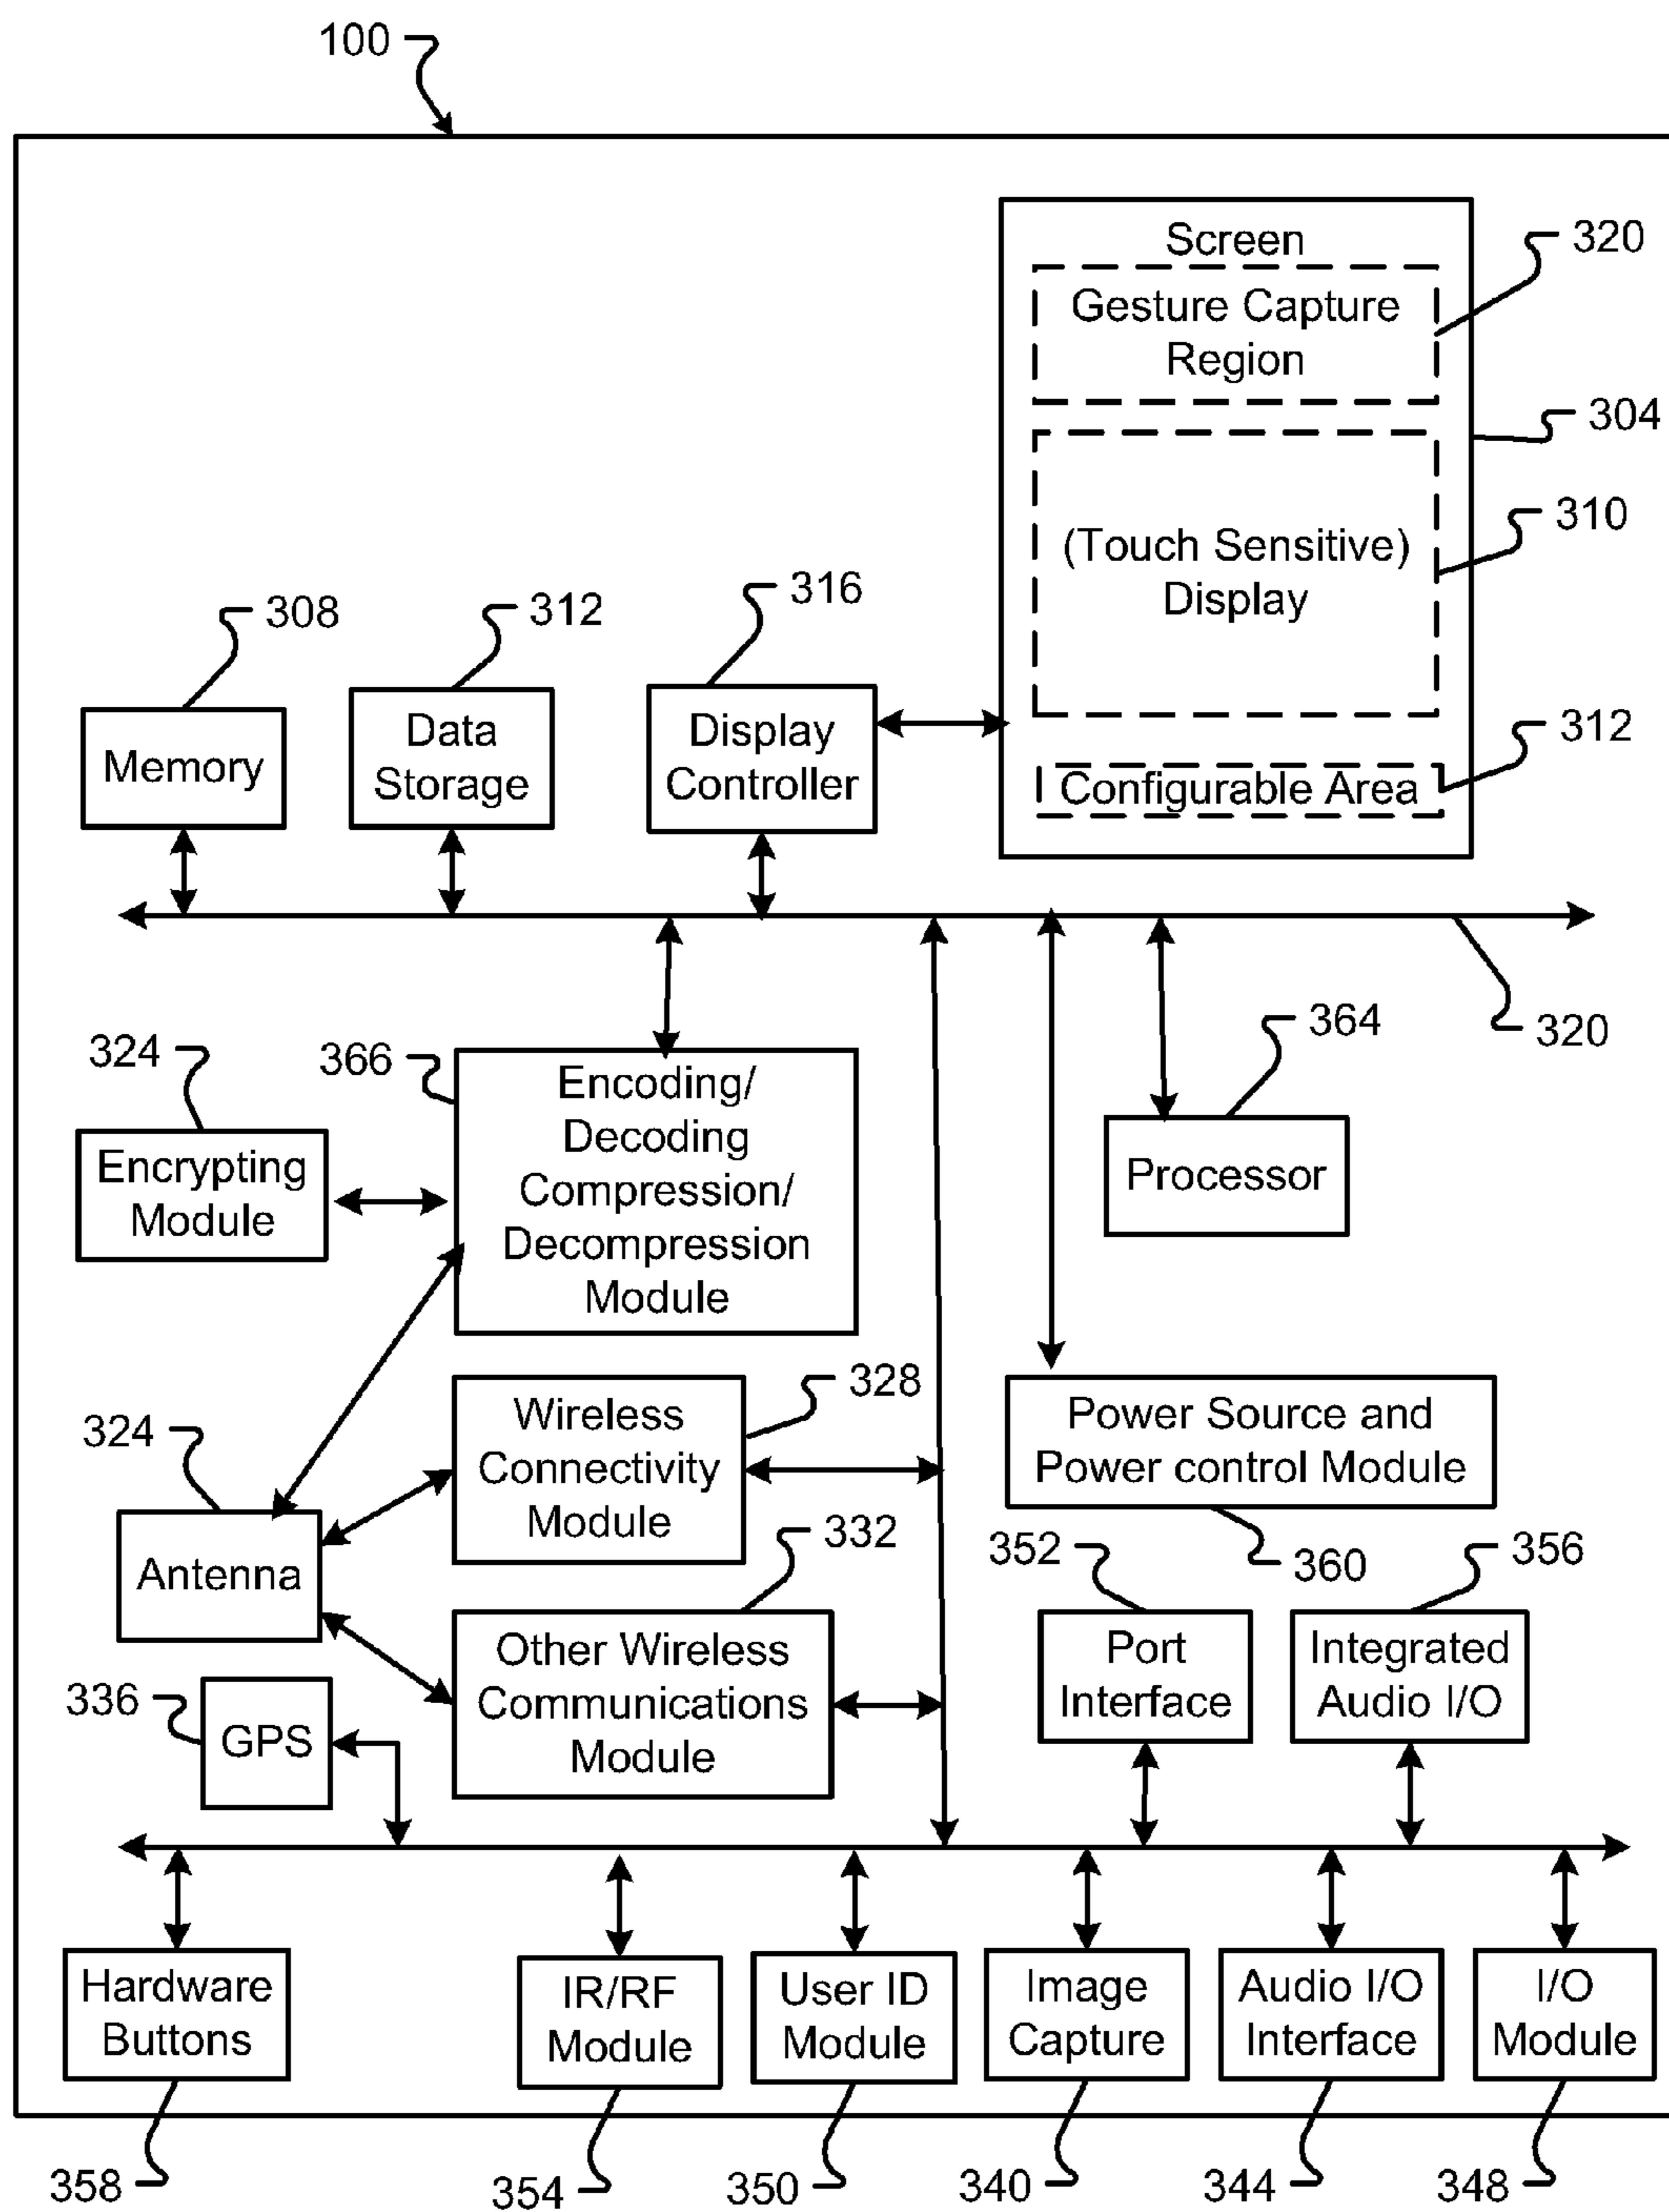 100
Screen
Gesture Capture
Region
320
304
(Touch Sensitive)
Display
310
Configurable Area
312
308
Memory
312
Data
Storage
316
Display
Controller
320
324
Encrypting
Module
366
Encoding/
Decoding
Compression/
Decompression
Module
364
Processor
324
Antenna
328
Wireless
Connectivity
Module
Power Source and
Power control Module
360
332
Other Wireless
Communications
Module
336
GPS
352
Port
Interface
356
Integrated
Audio I/O
Hardware
Buttons
358
IR/RF
Module
354
User ID
Module
350
Image
Capture
340
Audio I/O
Interface
344
I/O
Module
348